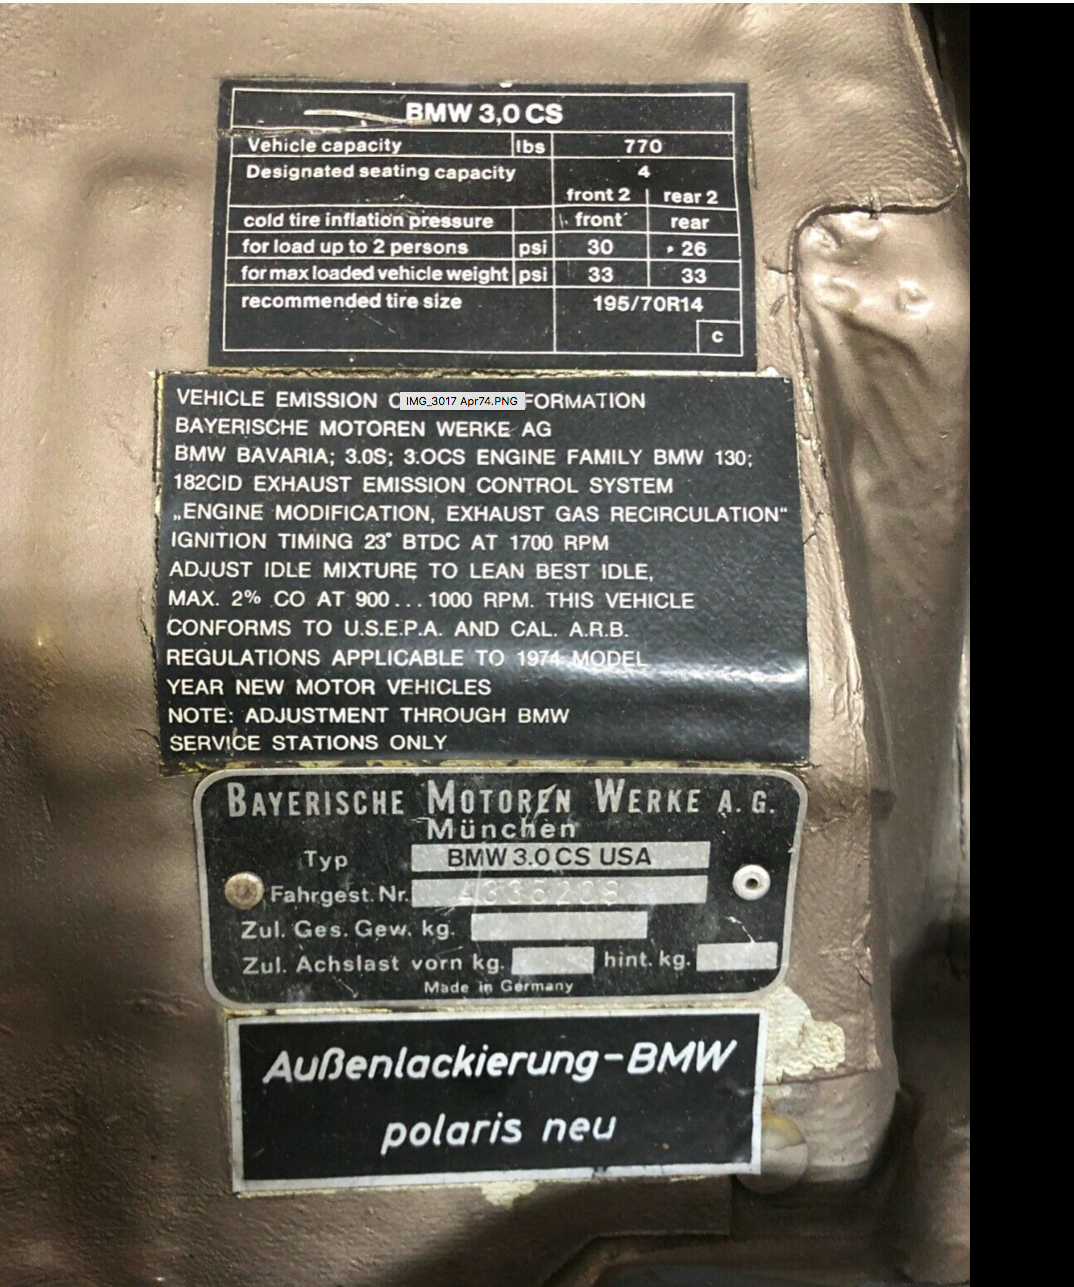 BMW 3,0 CS
Vehicle capacity lbs 770
Designated seating capacity 4
front 2 rear 2
cold tire inflation pressure front rear
for load up to 2 persons psi 30 26
for max loaded vehicle weight psi 33 33
recommended tire size 195/70R14
c
VEHICLE EMISSION C IMG_3017 Apr74.PNG FORMATION
BAYERISCHE MOTOREN WERKE AG
BMW BAVARIA; 3.0S; 3.0CS ENGINE FAMILY BMW 130;
182CID EXHAUST EMISSION CONTROL SYSTEM
„ENGINE MODIFICATION, EXHAUST GAS RECIRCULATION“
IGNITION TIMING 23° BTDC AT 1700 RPM
ADJUST IDLE MIXTURE TO LEAN BEST IDLE,
MAX. 2% CO AT 900...1000 RPM. THIS VEHICLE
CONFORMS TO U.S.E.P.A. AND CAL. A.R.B.
REGULATIONS APPLICABLE TO 1974 MODEL
YEAR NEW MOTOR VEHICLES
NOTE: ADJUSTMENT THROUGH BMW
SERVICE STATIONS ONLY
BAYERISCHE MOTOREN WERKE A.G.
München
Typ BMW 3.0 CS USA
Fahrgest. Nr. 4336208
Zul. Ges. Gew. kg.
Zul. Achslast vorn kg. hint. kg.
Made in Germany
Außenlackierung-BMW
polaris neu